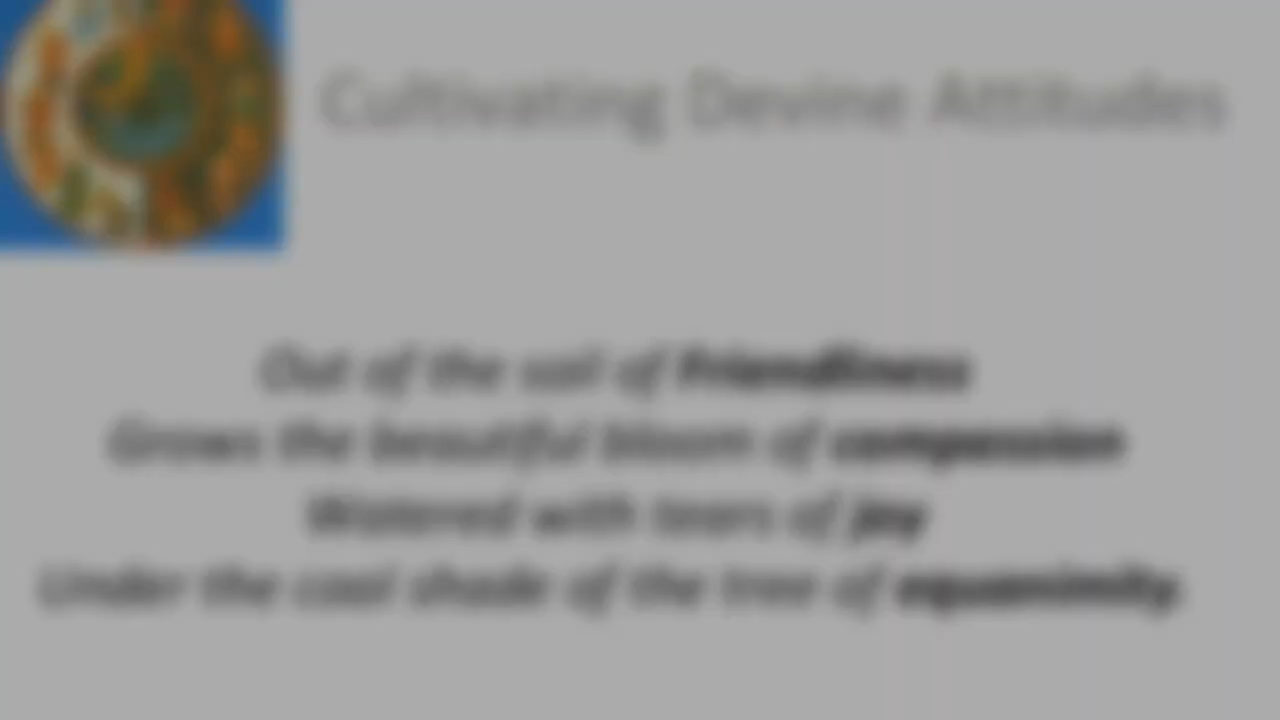 Cultivating Devine Attitudes
Out of the soil of Friendliness
Grows the beautiful bloom of compassion
Watered with tears of joy
Under the cool shade of the tree of equanimity.